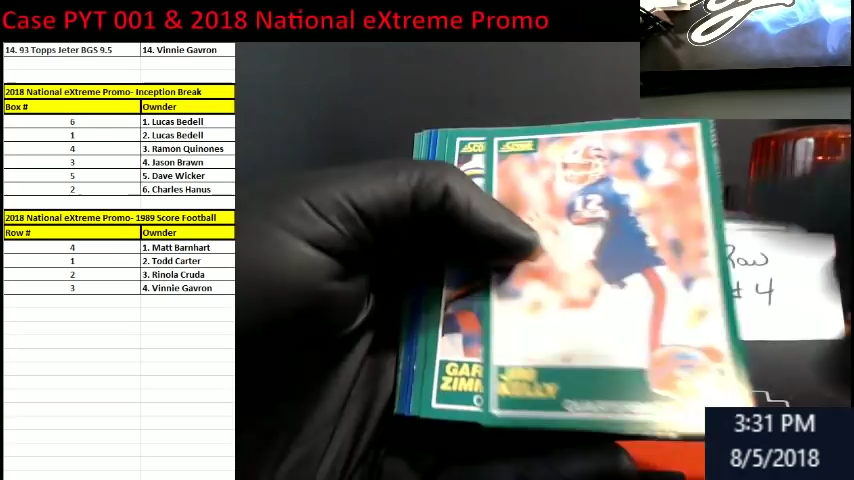 Case PYT 001 & 2018 National eXtreme Promo
14. 93 Topps Jeter BGS 9.5 14. Vinnie Gavron
2018 National eXtreme Promo- Inception Break
Box # Ownder
6 1. Lucas Bedell
1 2. Lucas Bedell
4 3. Ramon Quinones
3 4. Jason Brawn
5 5. Dave Wicker
2 6. Charles Hanus
2018 National eXtreme Promo- 1989 Score Football
Row # Ownder
4 1. Matt Barnhart
1 2. Todd Carter
2 3. Rinola Cruda
3 4. Vinnie Gavron
SCORE
12
JIM
KELLY
GAR
ZIMM
Row
# 4
3:31 PM
8/5/2018